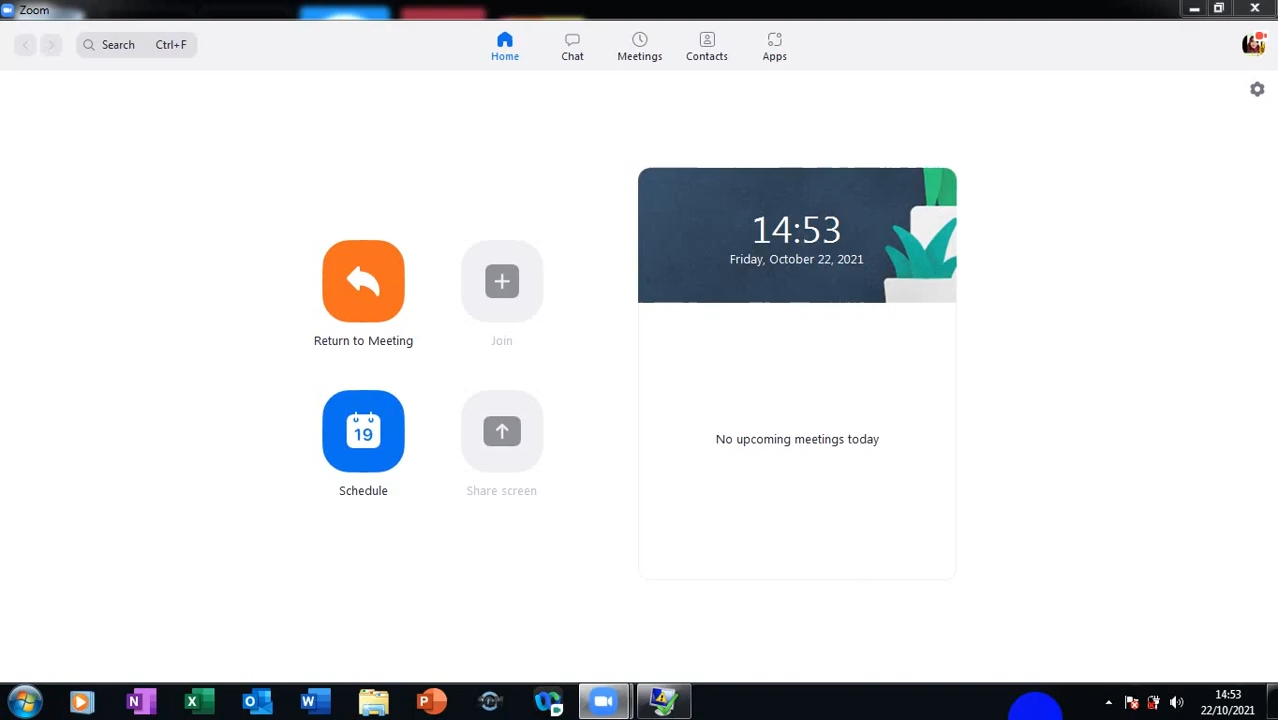 Zoom
Search Ctrl+F
Home
Chat
Meetings
Contacts
Apps
14:53
Friday, October 22, 2021
Return to Meeting
Join
19
Schedule
Share screen
No upcoming meetings today
N
X
O
W
P
14:53
22/10/2021